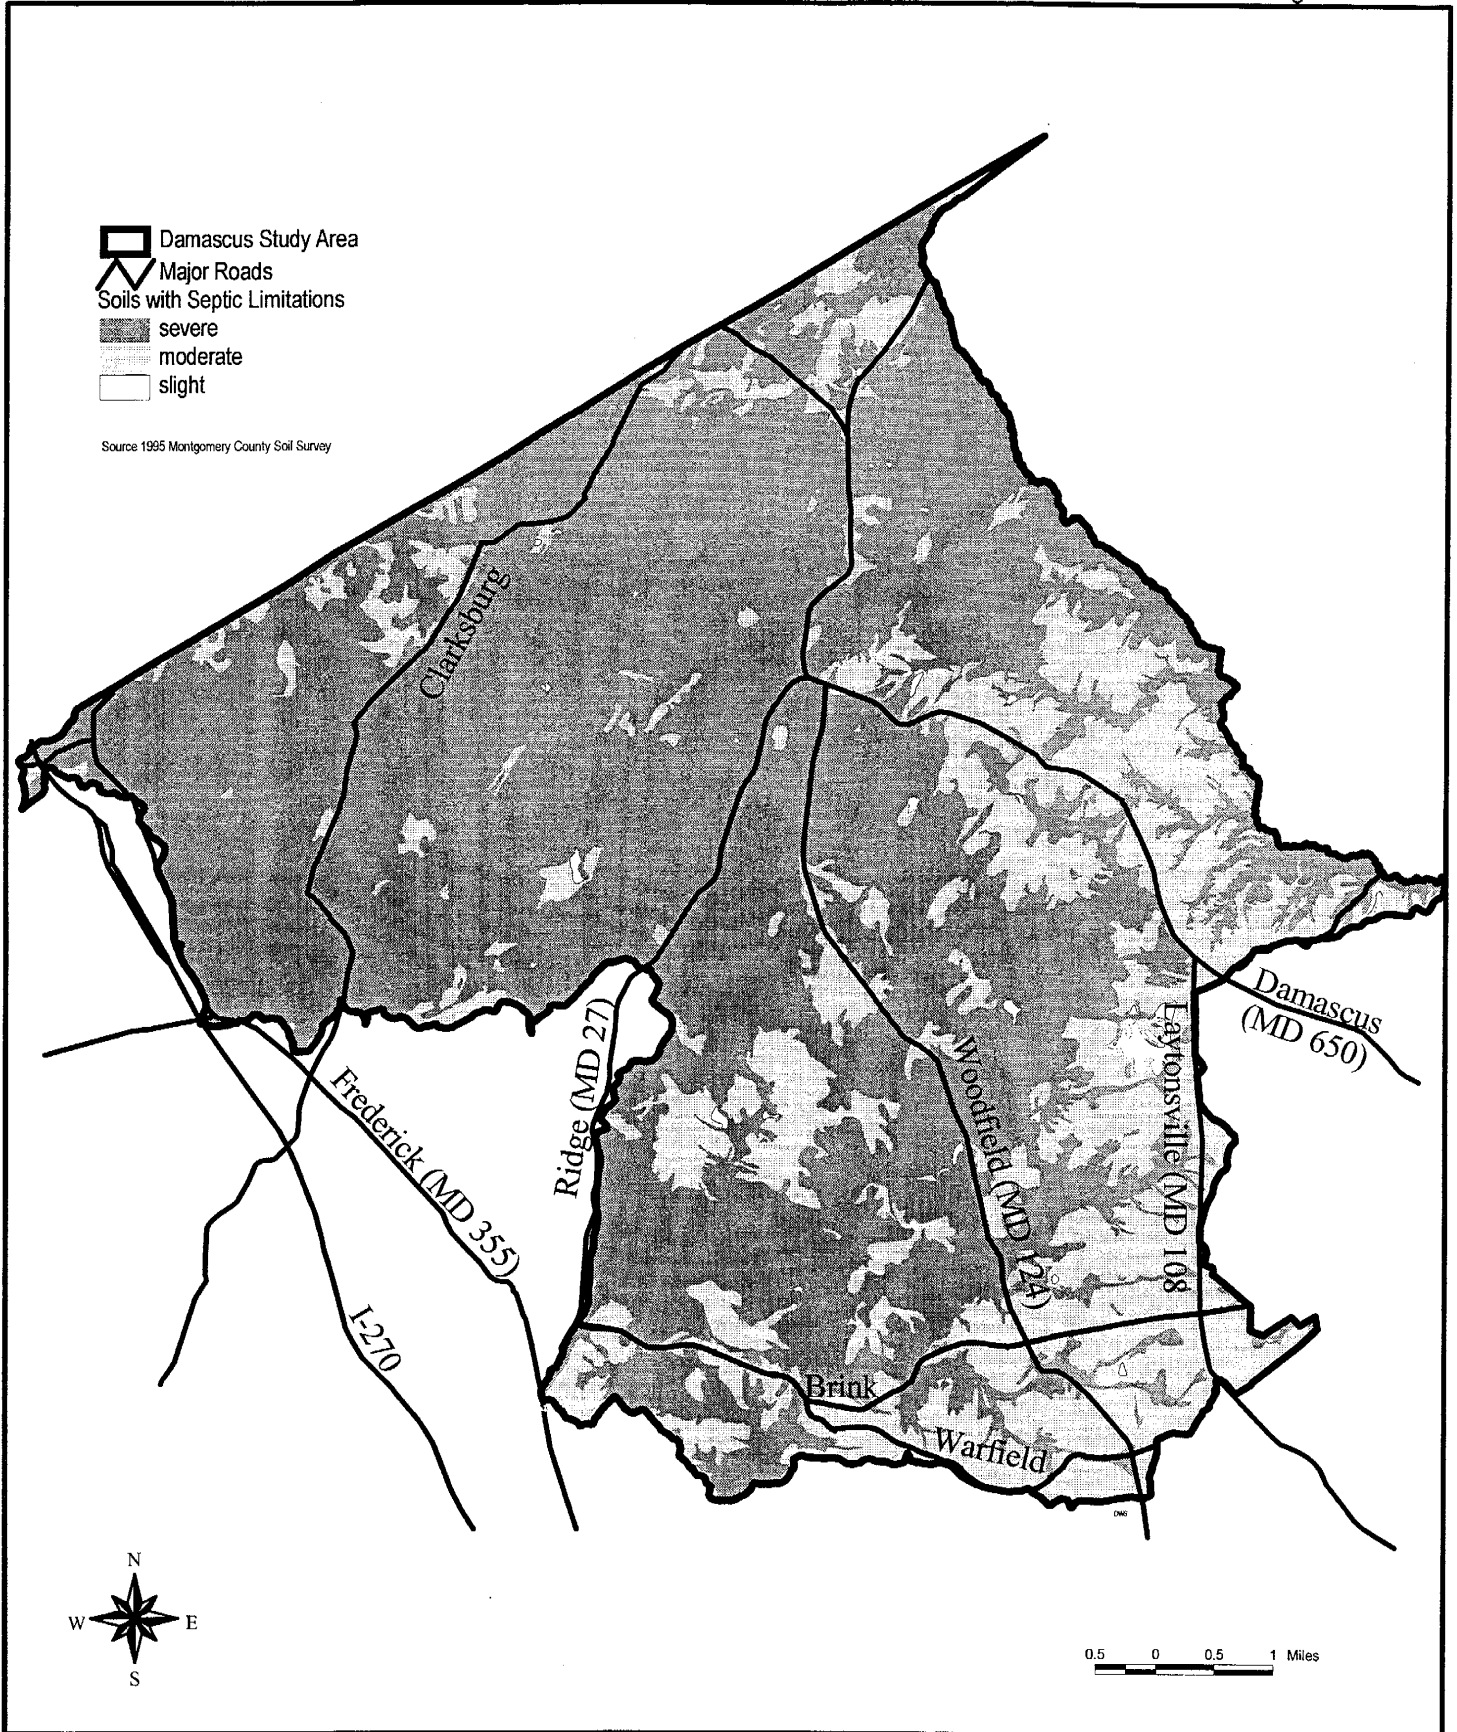 Damascus Study Area
Major Roads
Soils with Septic Limitations
severe
moderate
slight
Source 1995 Montgomery County Soil Survey
Clarksburg
Damascus
(MD 650)
Laytonsville (MD 108
Ridge (MD 27)
Woodfield (MD 124)
Frederick (MD 355)
I-270
Brink
Warfield
DWG
N
W E
S
0.5 0 0.5 1 Miles